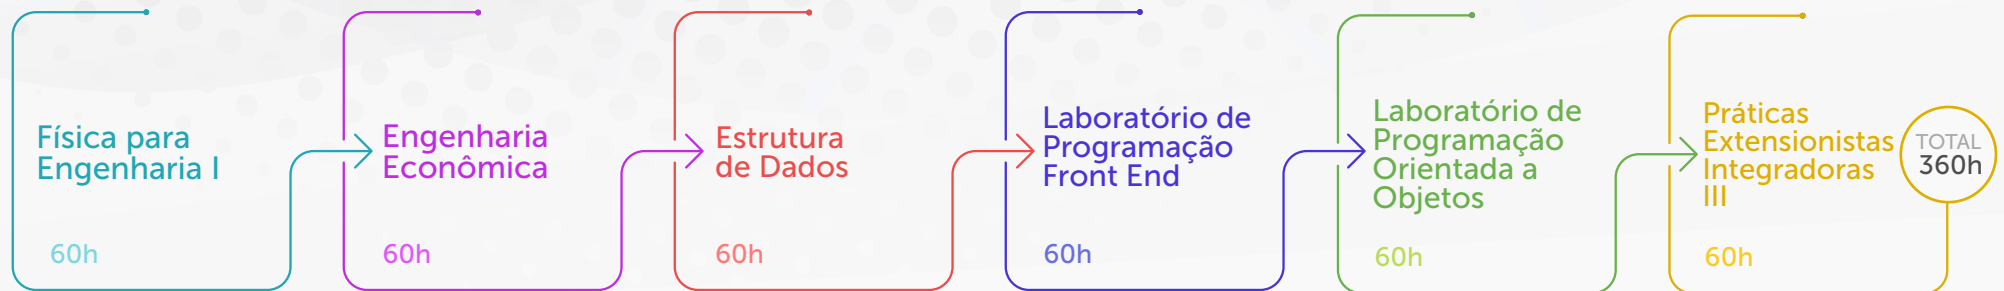 Física para
Engenharia I
60h
Engenharia
Econômica
60h
Estrutura
de Dados
60h
Laboratório de
Programação
Front End
60h
Laboratório de
Programação
Orientada a
Objetos
60h
Práticas
Extensionistas
Integradoras
III
60h
TOTAL
360h